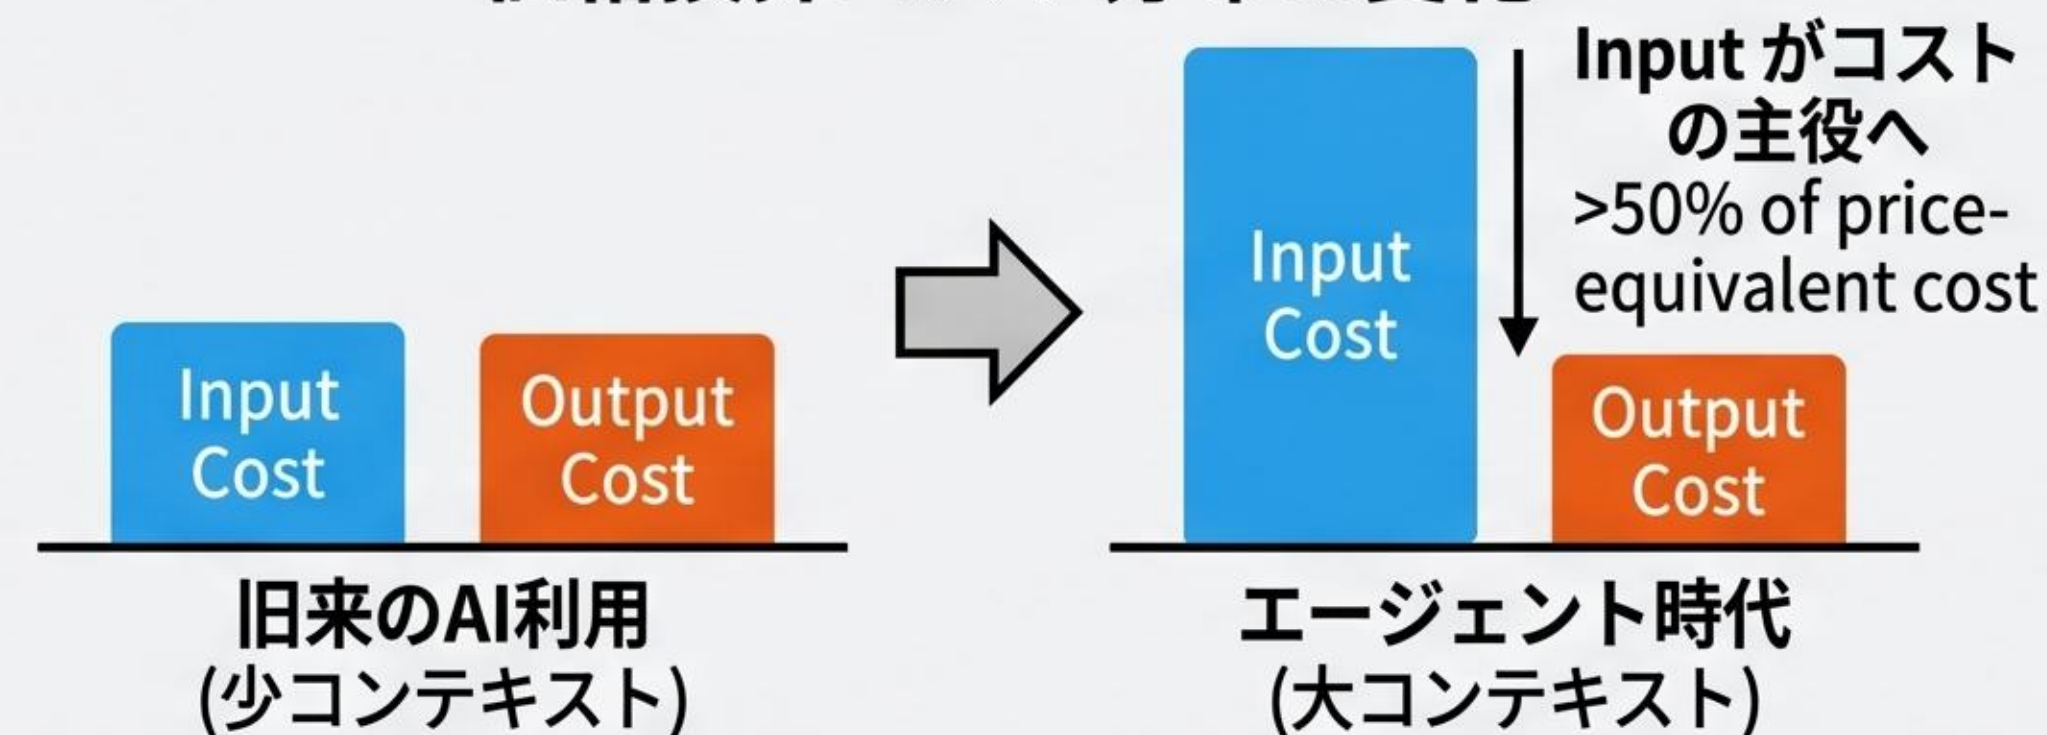 Input がコスト
の主役へ
>50% of price-
equivalent cost
Input
Cost
Output
Cost
Input
Cost
Output
Cost
旧来のAI利用
(少コンテキスト)
エージェント時代
(大コンテキスト)